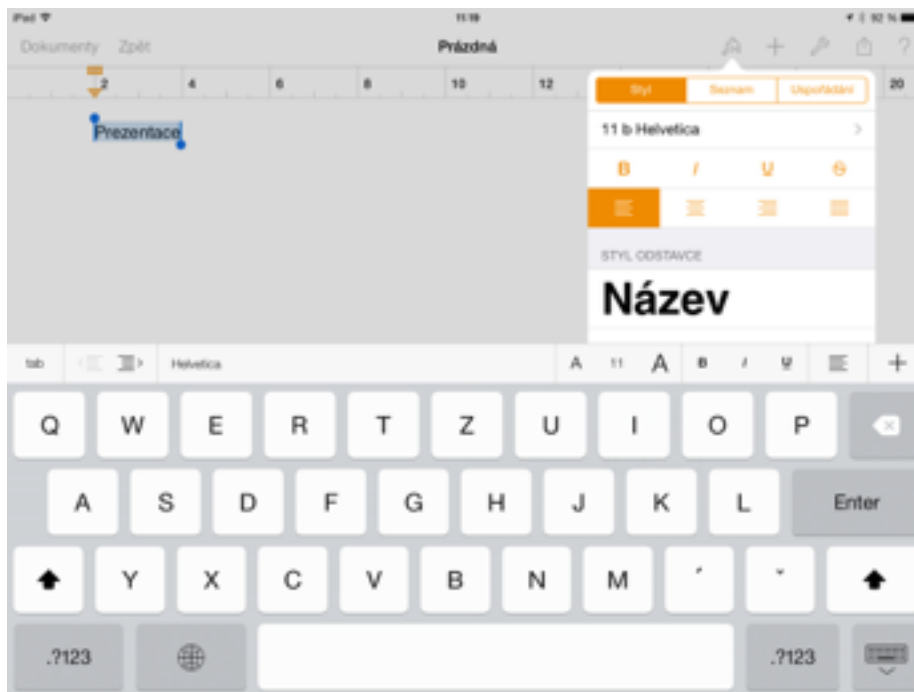 iPad 11:19 92 %
Dokumenty Zpět Prázdná ?
2 4 6 8 10 12 20
Styl Seznam Uspořádání
Prezentace
11 b Helvetica
B I U S
STYL ODSTAVCE
Název
tab Helvetica A 11 A B I U
Q W E R T Z U I O P
A S D F G H J K L Enter
Y X C V B N M ´ ˇ
.?123 .?123